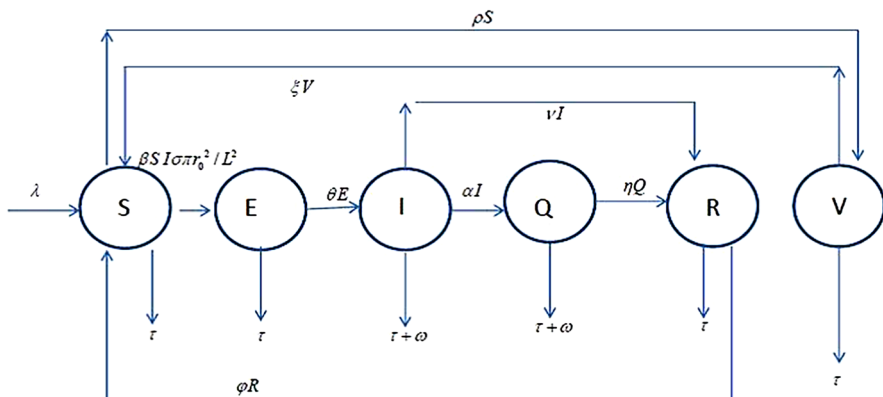 ρS
ξV
νI
βS Iσπr₀² / L²
λ
S
E
θE
I
αI
Q
ηQ
R
V
τ
τ
τ + ω
τ + ω
τ
τ
φR